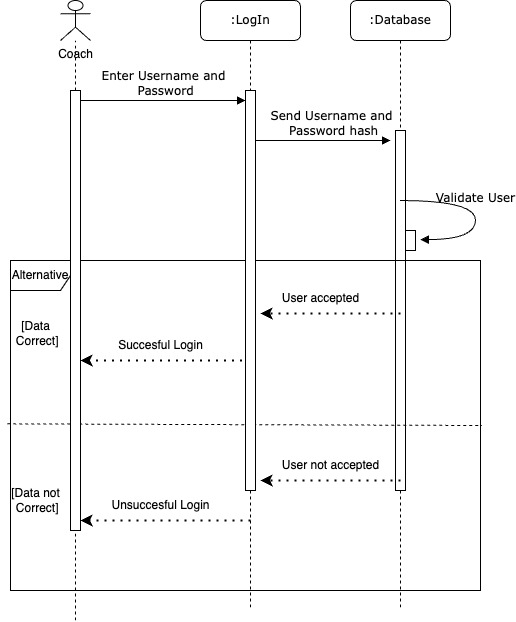 :LogIn
:Database
Coach
Enter Username and
Password
Send Username and
Password hash
Validate User
Alternative
User accepted
[Data
Correct]
Succesful Login
User not accepted
[Data not
Correct]
Unsuccesful Login